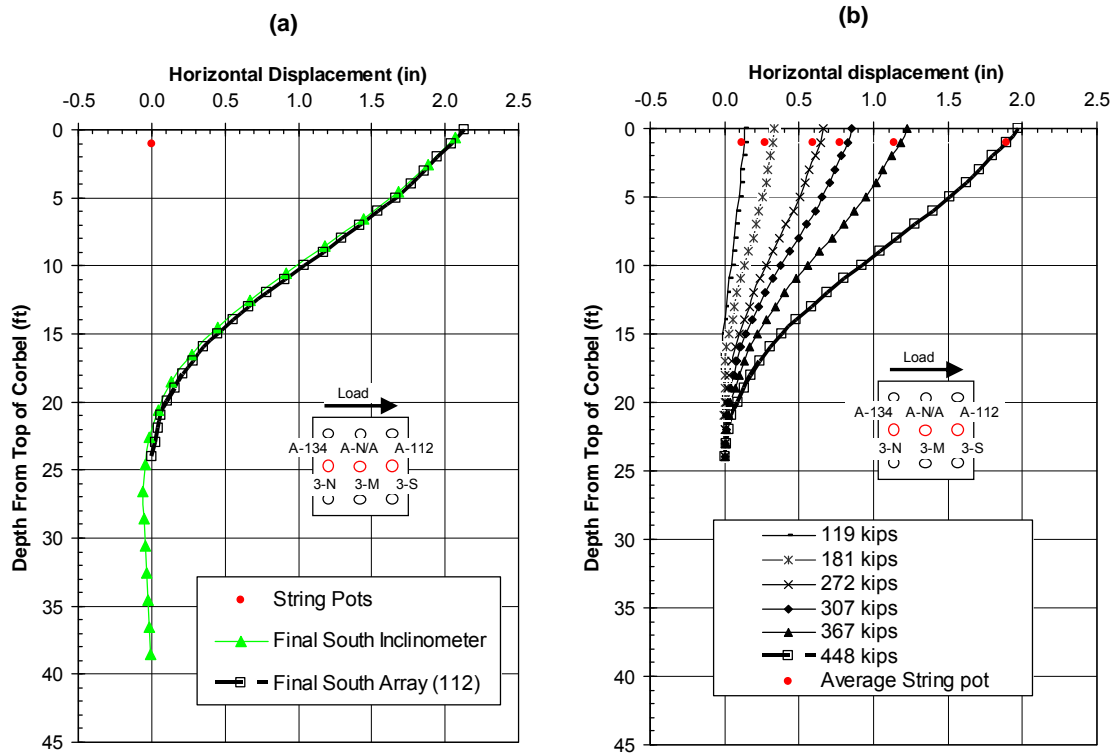 (a)
Horizontal Displacement (in)
-0.5 0.0 0.5 1.0 1.5 2.0 2.5
0
5
10
15
20
25
30
35
40
45
Depth From Top of Corbel (ft)
Load
A-134 A-N/A A-112
3-N 3-M 3-S
String Pots
Final South Inclinometer
Final South Array (112)
(b)
Horizontal displacement (in)
-0.5 0.0 0.5 1.0 1.5 2.0 2.5
0
5
10
15
20
25
30
35
40
45
Depth From Top of Corbel (ft)
Load
A-134 A-N/A A-112
3-N 3-M 3-S
119 kips
181 kips
272 kips
307 kips
367 kips
448 kips
Average String pot